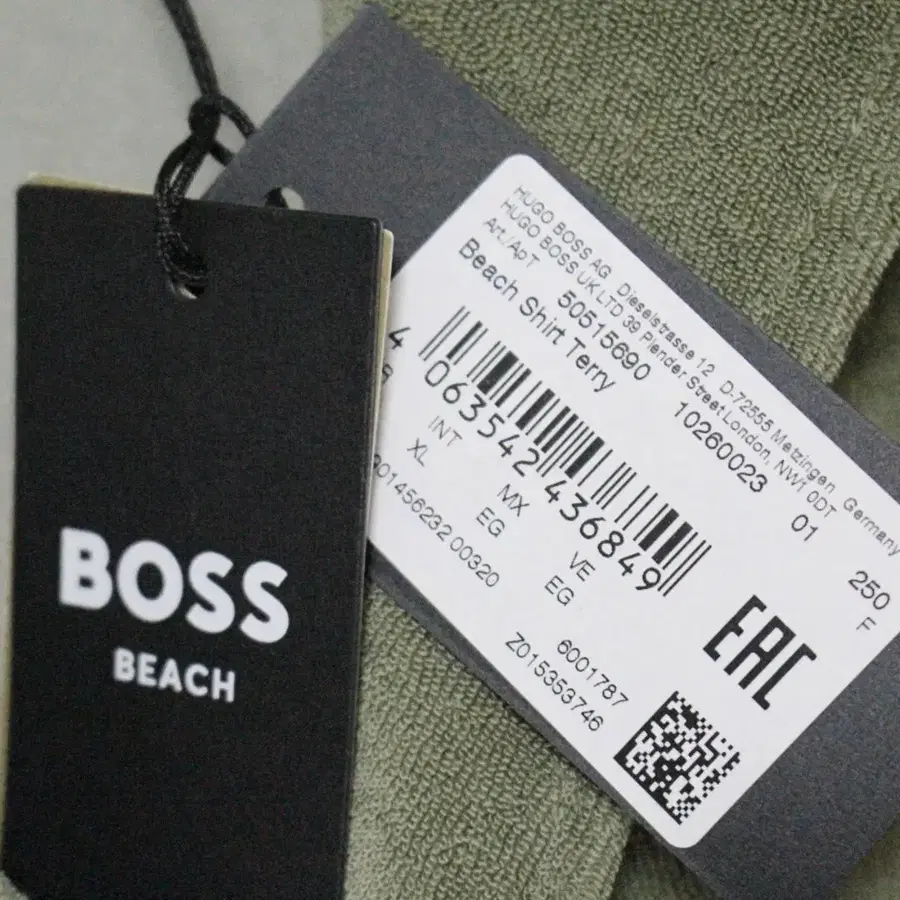 BOSS
BEACH
HUGO BOSS AG Dieselstrasse 12 D-72555 Metzingen Germany
HUGO BOSS UK LTD 39 Plender Street London, NW1 0DT
Art./АрТ 50515690 10260023 01 250
Beach Shirt Terry F
4 063542 436849
INT MX VE
XL EG EG
00320 6001787
Z015353746
EAC